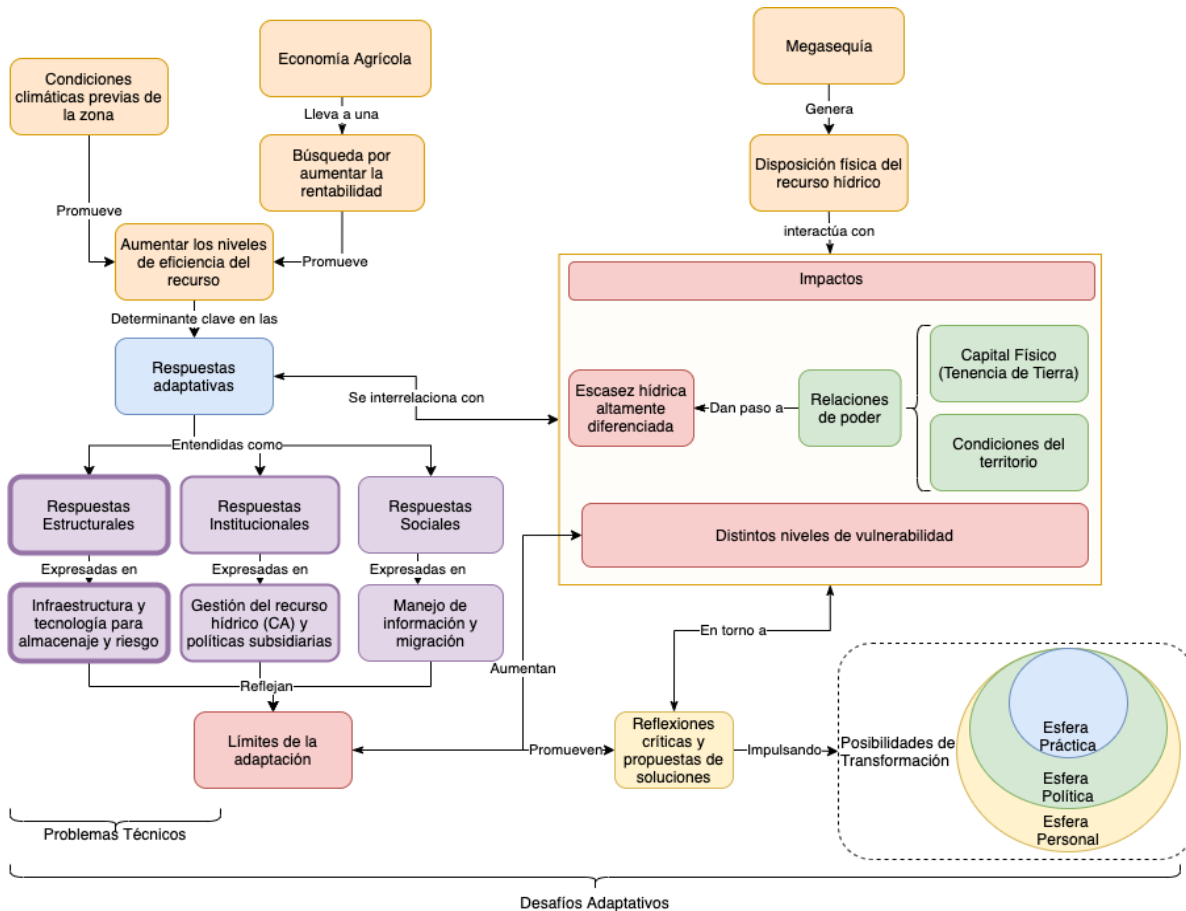 Condiciones
climáticas previas de
la zona
Economía Agrícola
Megasequía
Lleva a una
Genera
Búsqueda por
aumentar la
rentabilidad
Disposición física del
recurso hídrico
Promueve
Aumentar los niveles
de eficiencia del
recurso
Promueve
interactúa con
Impactos
Determinante clave en las
Respuestas
adaptativas
Se interrelaciona con
Escasez hídrica
altamente
diferenciada
Dan paso a
Relaciones
de poder
Capital Físico
(Tenencia de Tierra)
Condiciones del
territorio
Entendidas como
Respuestas
Estructurales
Respuestas
Institucionales
Respuestas
Sociales
Distintos niveles de vulnerabilidad
Expresadas en
Expresadas en
Expresadas en
Infraestructura y
tecnología para
almacenaje y riesgo
Gestión del recurso
hídrico (CA) y
políticas subsidiarias
Manejo de
información y
migración
En torno a
Aumentan
Reflejan
Límites de la
adaptación
Promueven
Reflexiones
críticas y
propuestas de
soluciones
Impulsando
Posibilidades de
Transformación
Esfera
Práctica
Esfera
Política
Esfera
Personal
Problemas Técnicos
Desafíos Adaptativos